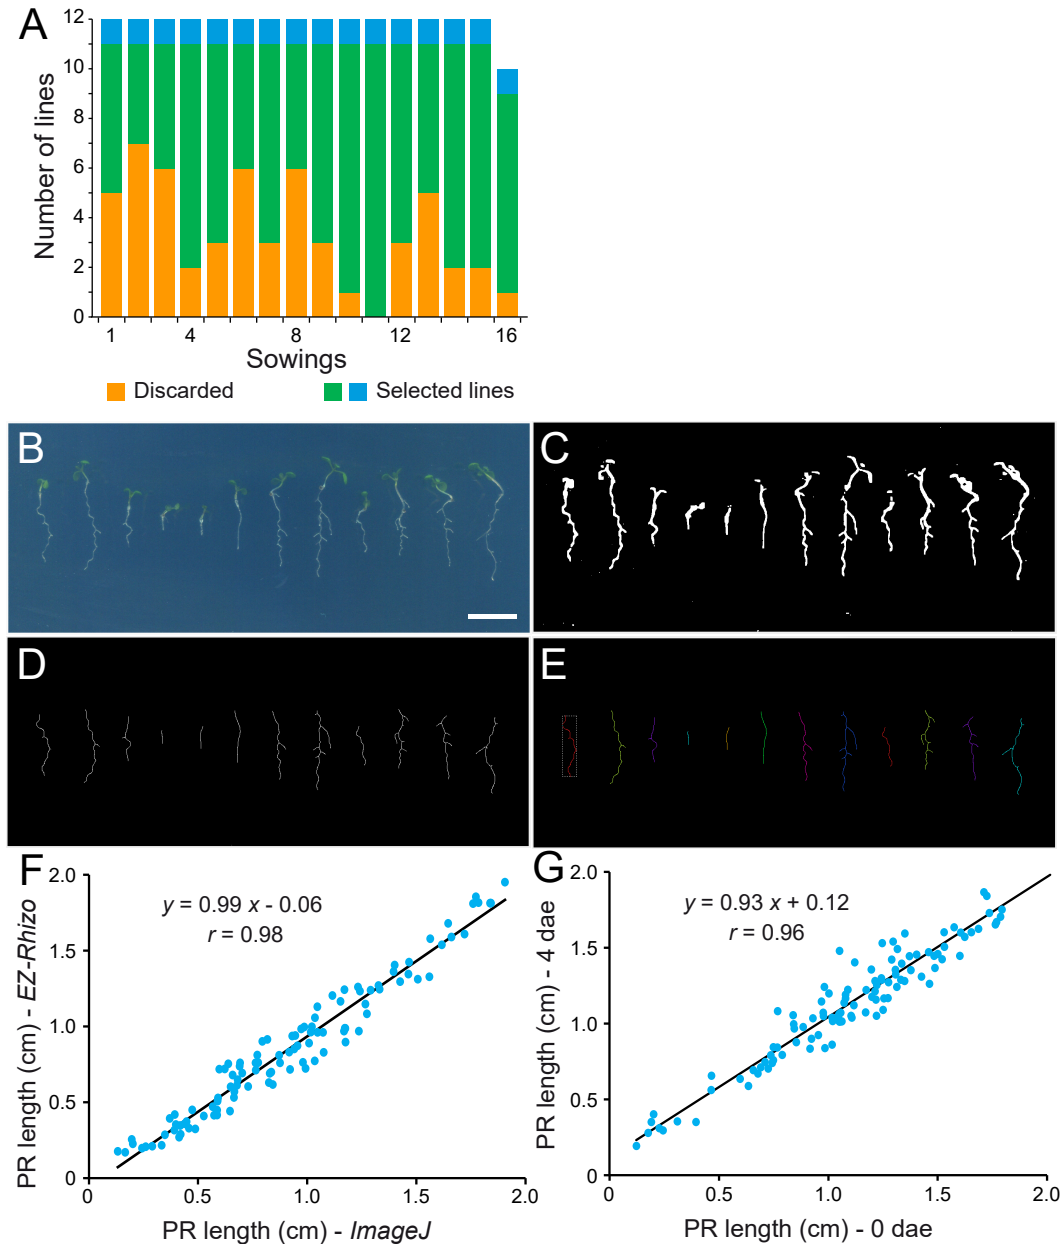 A
Number of lines
12
10
8
6
4
2
0
1
4
8
12
16
Sowings
Discarded
Selected lines
B
C
D
E
F
PR length (cm) - EZ-Rhizo
2.0
1.5
1.0
0.5
0
y = 0.99 x - 0.06
r = 0.98
0
0.5
1.0
1.5
2.0
PR length (cm) - ImageJ
G
PR length (cm) - 4 dae
2.0
1.5
1.0
0.5
0
y = 0.93 x + 0.12
r = 0.96
0
0.5
1.0
1.5
2.0
PR length (cm) - 0 dae